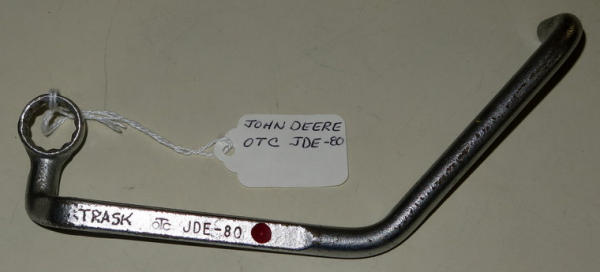 JOHN DEERE
OTC JDE-80
TRASK OTC JDE-80